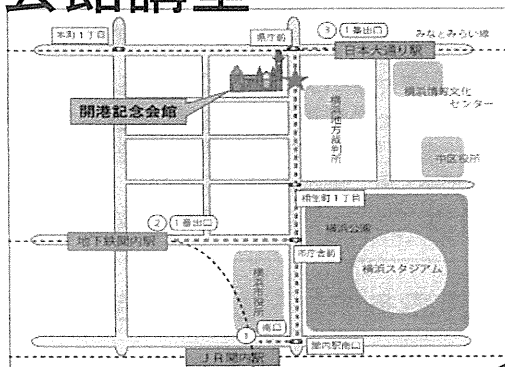 会館講堂
本町1丁目
県庁前
③ 1番出口
みなとみらい線
日本大通り駅
開港記念会館
横浜地方裁判所
横浜情報文化
センター
中区役所
相生町1丁目
② 1番出口
地下鉄関内駅
市庁舎前
横浜公園
横浜スタジアム
横浜市役所
① 南口
関内駅南口
JR関内駅